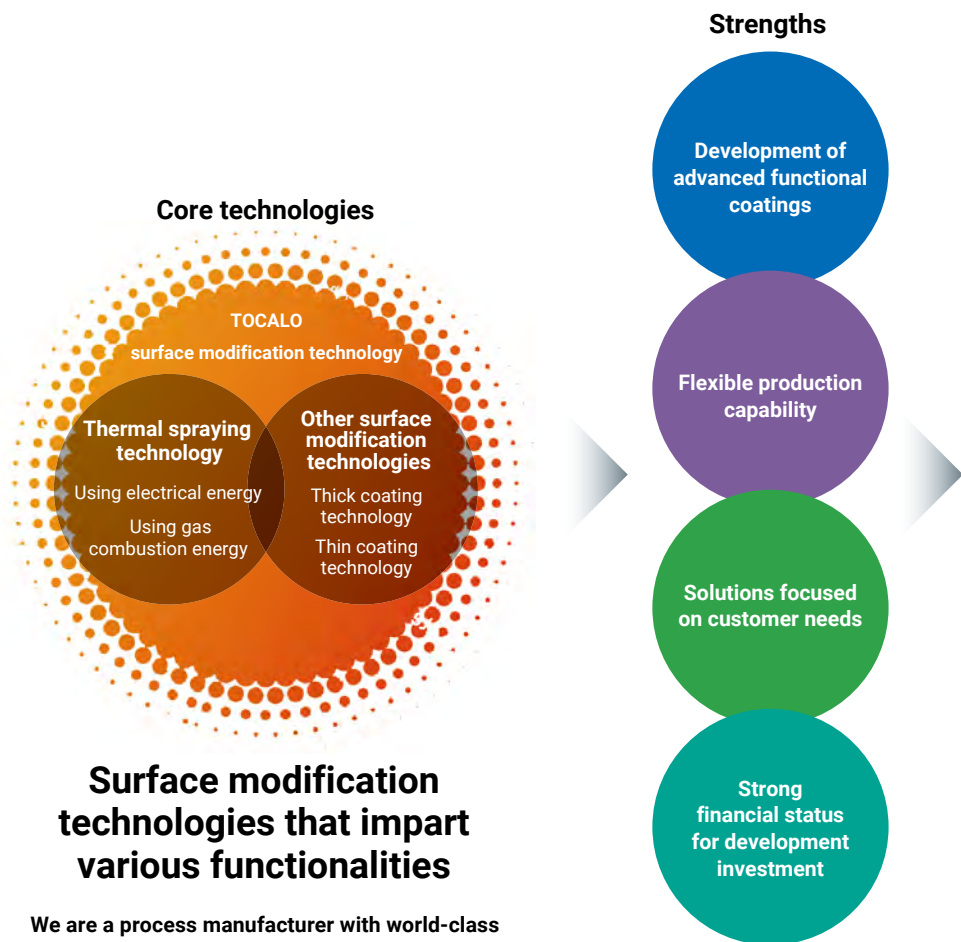 Core technologies
TOCALO
surface modification technology
Thermal spraying
technology
Using electrical energy
Using gas
combustion energy
Other surface
modification
technologies
Thick coating
technology
Thin coating
technology
Surface modification
technologies that impart
various functionalities
We are a process manufacturer with world-class
Strengths
Development of
advanced functional
coatings
Flexible production
capability
Solutions focused
on customer needs
Strong
financial status
for development
investment